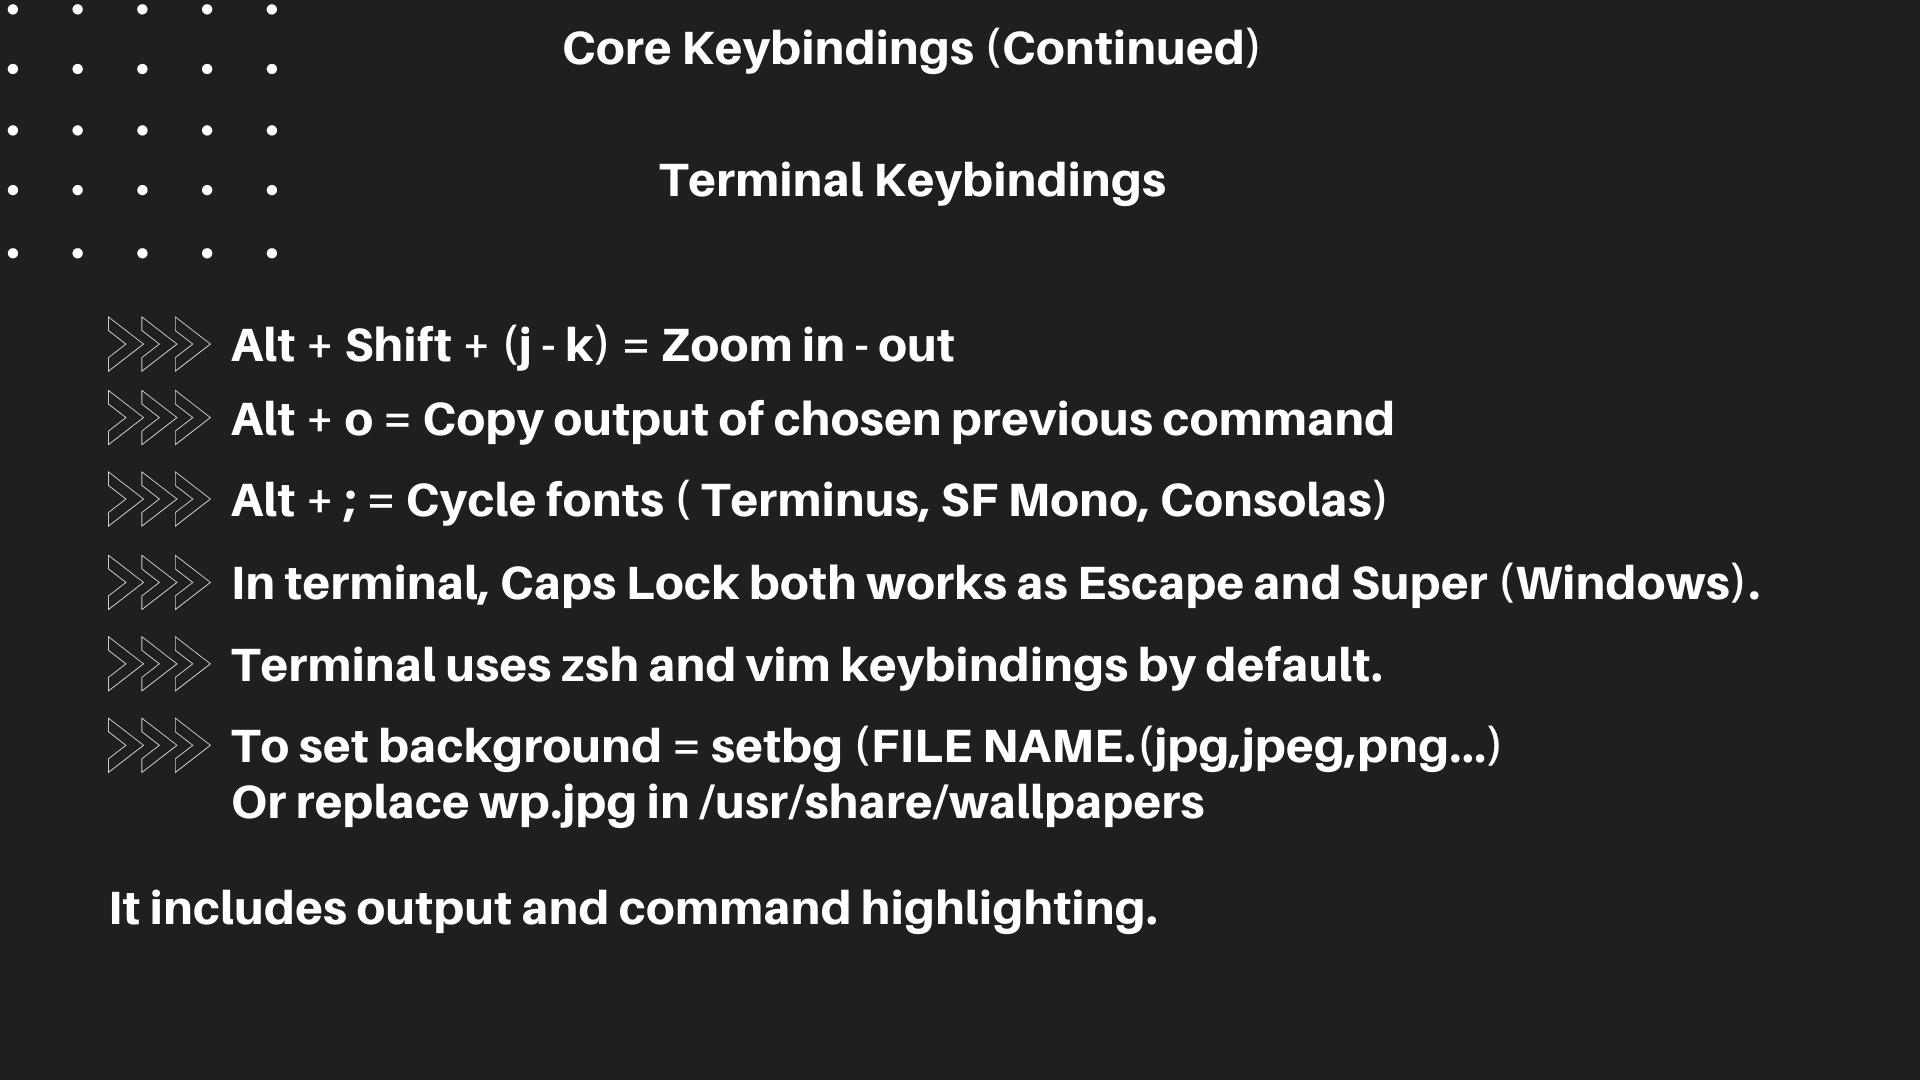 Core Keybindings (Continued)
Terminal Keybindings
Alt + Shift + (j - k) = Zoom in - out
Alt + o = Copy output of chosen previous command
Alt + ; = Cycle fonts ( Terminus, SF Mono, Consolas)
In terminal, Caps Lock both works as Escape and Super (Windows).
Terminal uses zsh and vim keybindings by default.
To set background = setbg (FILE NAME.(jpg,jpeg,png...)
Or replace wp.jpg in /usr/share/wallpapers
It includes output and command highlighting.